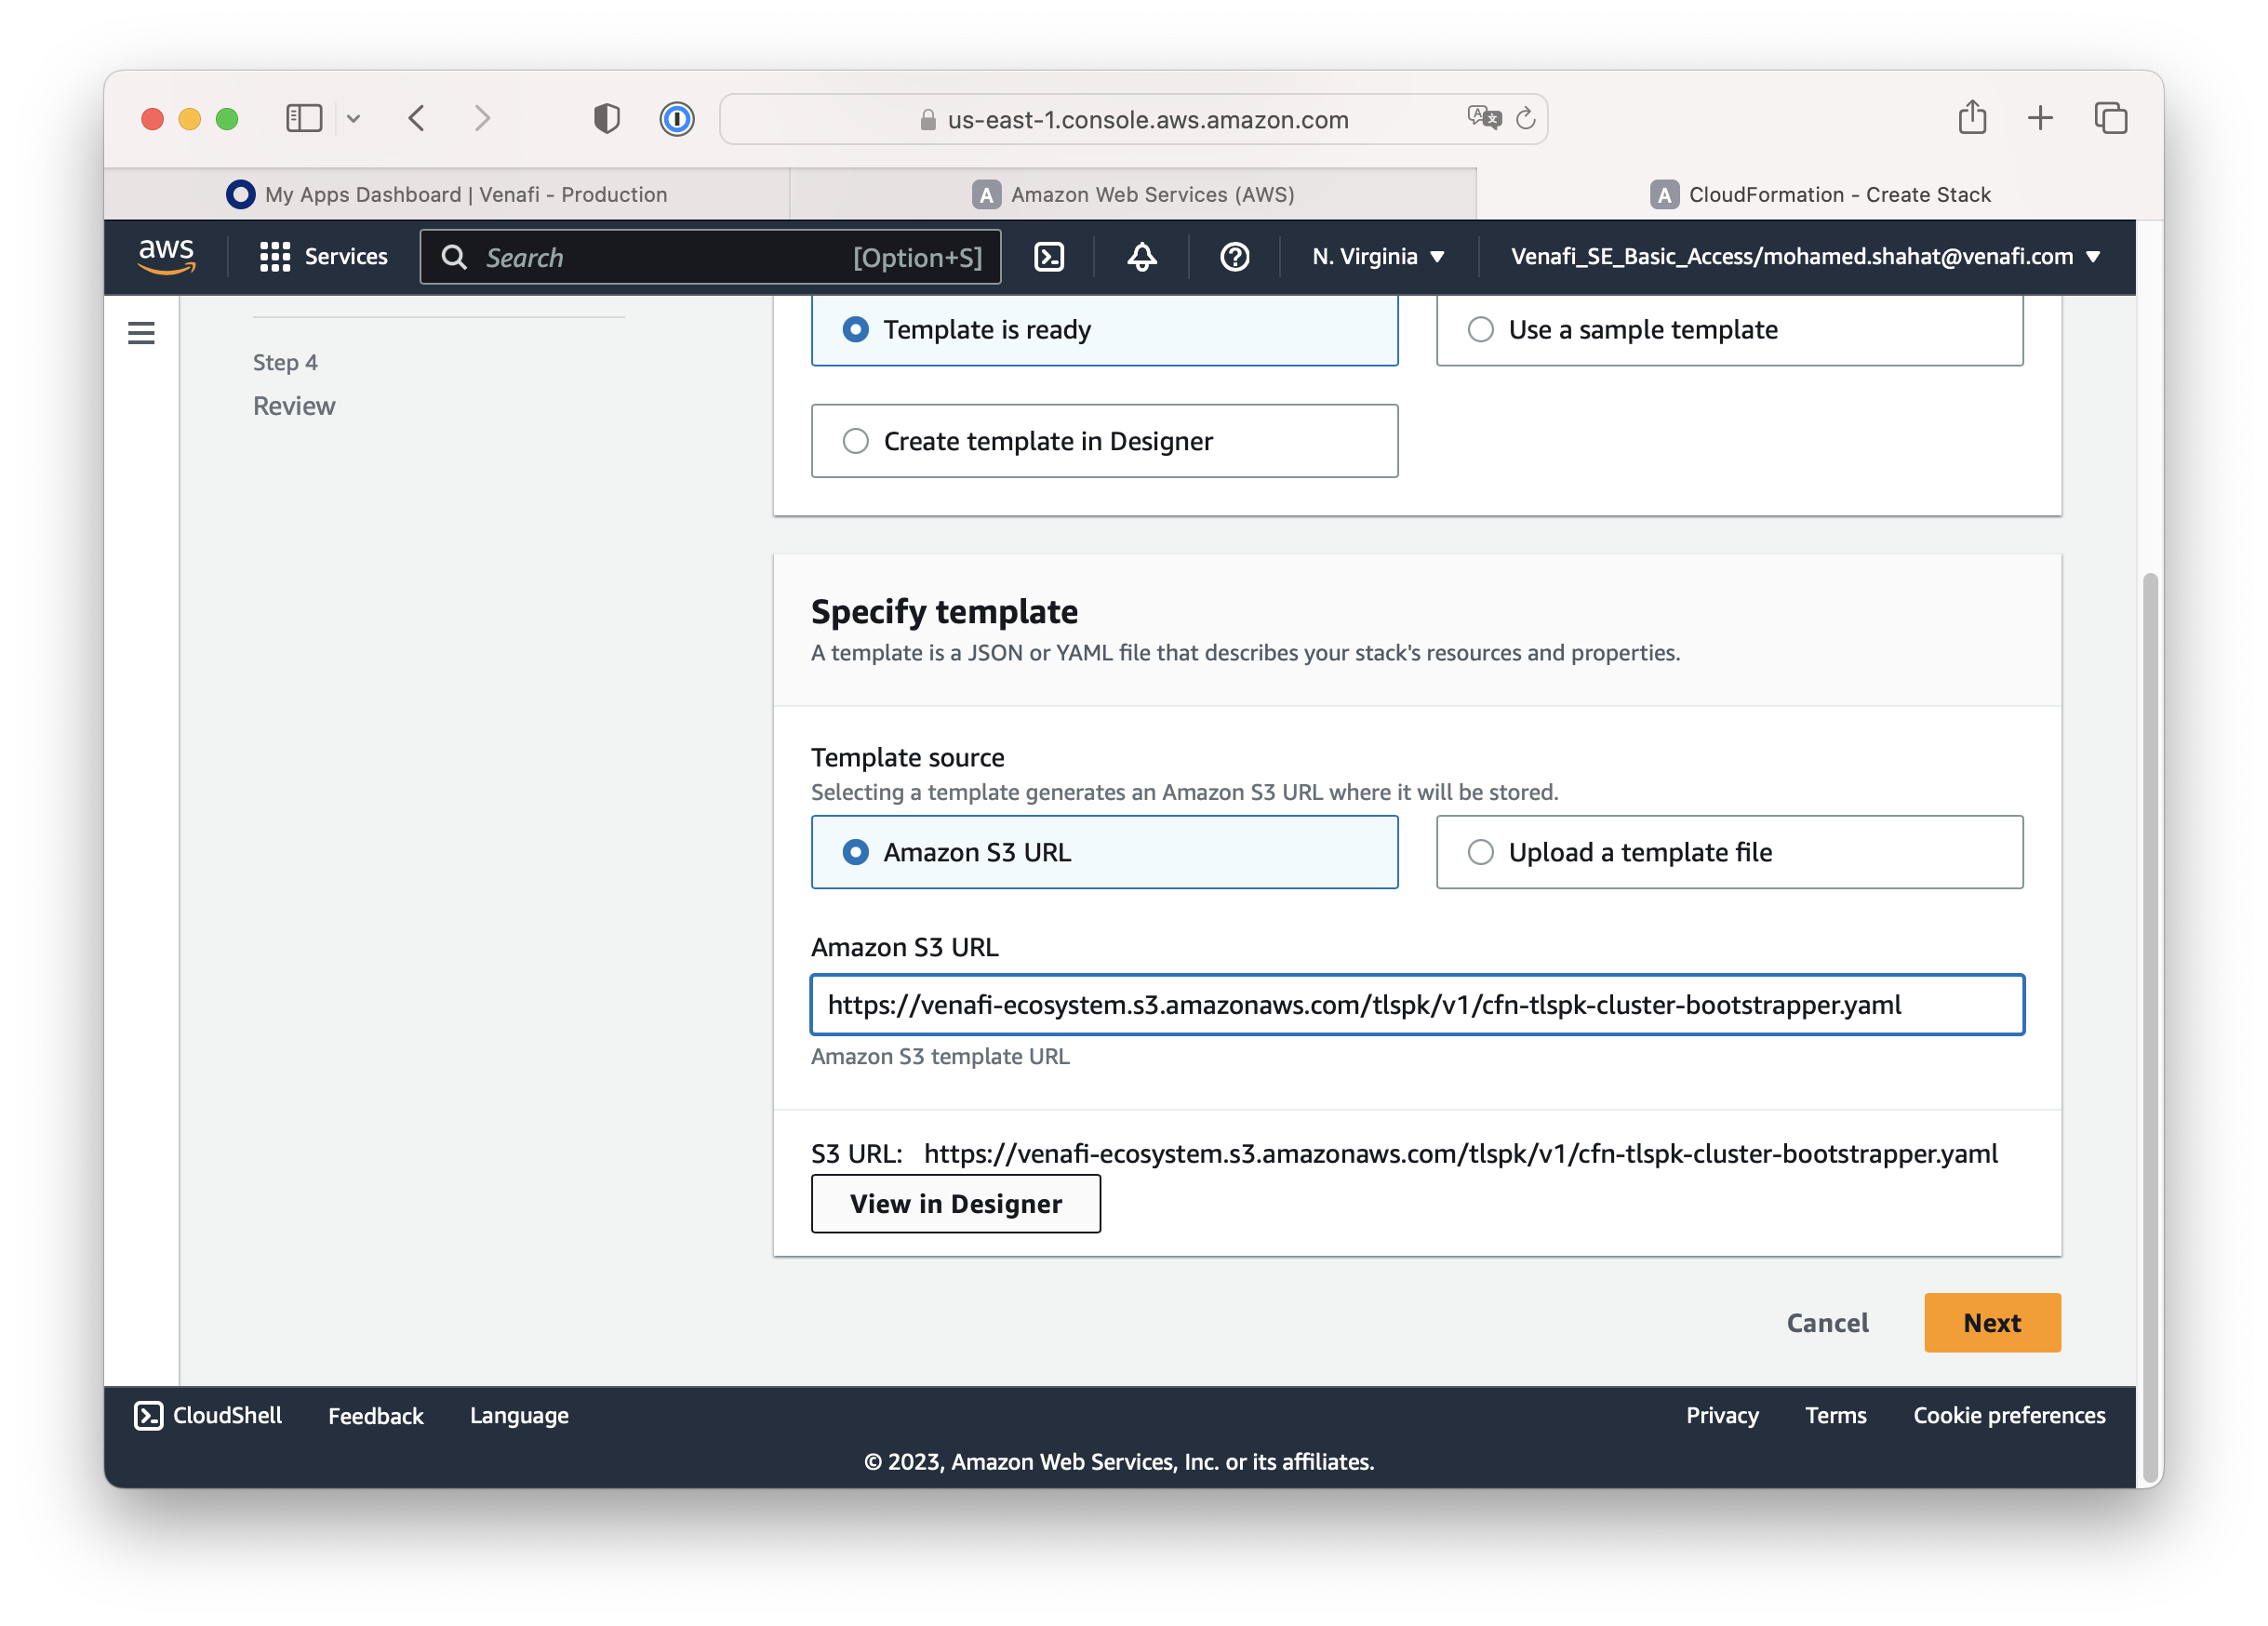 us-east-1.console.aws.amazon.com
My Apps Dashboard | Venafi - Production
A Amazon Web Services (AWS)
A CloudFormation - Create Stack
aws Services Search [Option+S] N. Virginia Venafi_SE_Basic_Access/mohamed.shahat@venafi.com
Step 4
Review
Template is ready
Use a sample template
Create template in Designer
Specify template
A template is a JSON or YAML file that describes your stack's resources and properties.
Template source
Selecting a template generates an Amazon S3 URL where it will be stored.
Amazon S3 URL
Upload a template file
Amazon S3 URL
https://venafi-ecosystem.s3.amazonaws.com/tlspk/v1/cfn-tlspk-cluster-bootstrapper.yaml
Amazon S3 template URL
S3 URL: https://venafi-ecosystem.s3.amazonaws.com/tlspk/v1/cfn-tlspk-cluster-bootstrapper.yaml
View in Designer
Cancel
Next
CloudShell Feedback Language Privacy Terms Cookie preferences
© 2023, Amazon Web Services, Inc. or its affiliates.